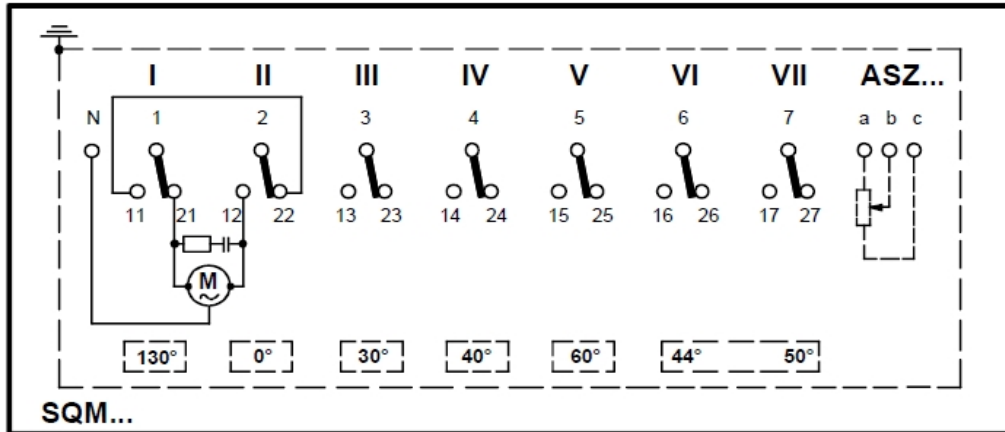 I II III IV V VI VII ASZ...
N 1 2 3 4 5 6 7 a b c
11 21 12 22 13 23 14 24 15 25 16 26 17 27
M
~
130° 0° 30° 40° 60° 44° 50°
SQM...